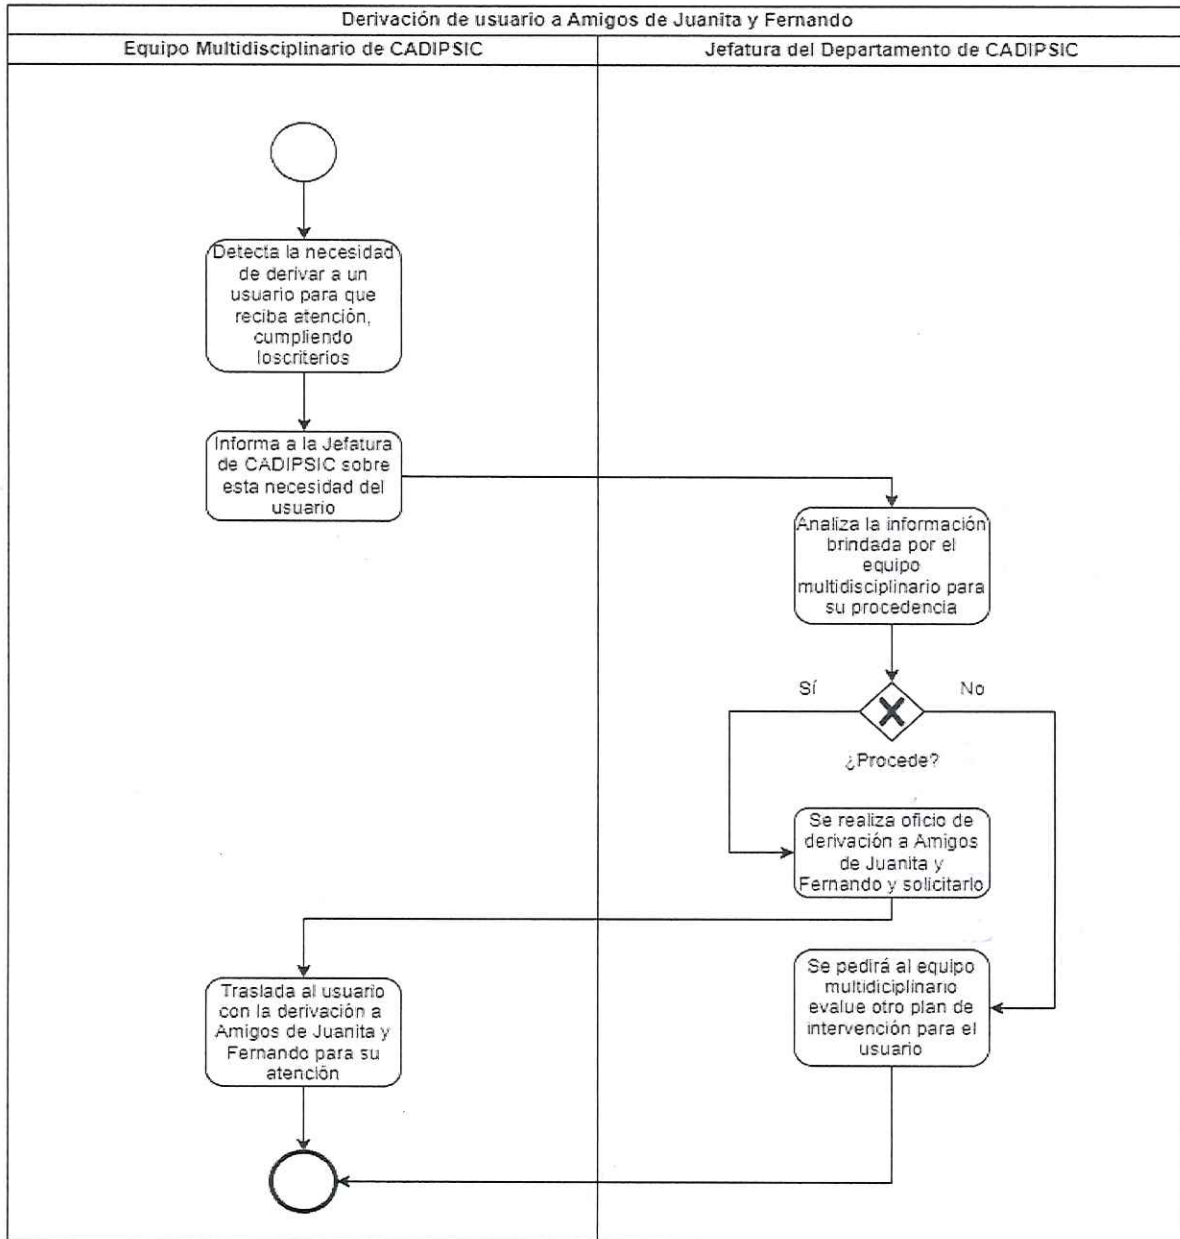 Derivación de usuario a Amigos de Juanita y Fernando
Equipo Multidisciplinario de CADIPSIC
Jefatura del Departamento de CADIPSIC
Detecta la necesidad
de derivar a un
usuario para que
reciba atención,
cumpliendo
loscriterios
Informa a la Jefatura
de CADIPSIC sobre
esta necesidad del
usuario
Analiza la información
brindada por el
equipo
multidisciplinario para
su procedencia
Sí
No
¿Procede?
Se realiza oficio de
derivación a Amigos
de Juanita y
Fernando y solicitarlo
Se pedirá al equipo
multidiciplinario
evalue otro plan de
intervención para el
usuario
Traslada al usuario
con la derivación a
Amigos de Juanita y
Fernando para su
atención